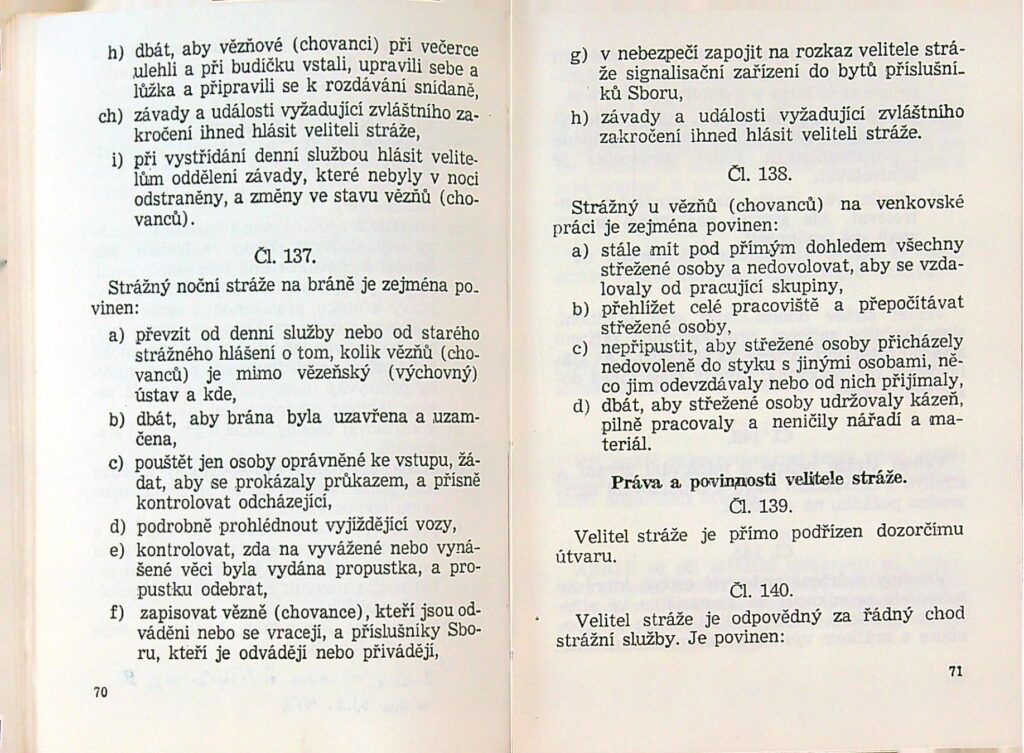 h) dbát, aby vězňové (chovanci) při večerce
ulehli a při budíčku vstali, upravili sebe a
lůžka a připravili se k rozdávání snídaně,
ch) závady a události vyžadující zvláštního za-
kročení ihned hlásit veliteli stráže,
i) při vystřídání denní službou hlásit velite-
lům oddělení závady, které nebyly v noci
odstraněny, a změny ve stavu vězňů (cho-
vanců).
Čl. 137.
Strážný noční stráže na bráně je zejména po-
vinen:
a) převzít od denní služby nebo od starého
strážného hlášení o tom, kolik vězňů (cho-
vanců) je mimo vězeňský (výchovný)
ústav a kde,
b) dbát, aby brána byla uzavřena a uzam-
čena,
c) pouštět jen osoby oprávněné ke vstupu, žá-
dat, aby se prokázaly průkazem, a přísně
kontrolovat odcházející,
d) podrobně prohlédnout vyjíždějící vozy,
e) kontrolovat, zda na vyvážené nebo vyná-
šené věci byla vydána propustka, a pro-
pustku odebrat,
f) zapisovat vězně (chovance), kteří jsou od-
váděni nebo se vracejí, a příslušníky Sbo-
ru, kteří je odvádějí nebo přivádějí,
70
g) v nebezpečí zapojit na rozkaz velitele strá-
že signalisační zařízení do bytů příslušní-
ků Sboru,
h) závady a události vyžadující zvláštního
zakročení ihned hlásit veliteli stráže.
Čl. 138.
Strážný u vězňů (chovanců) na venkovské
práci je zejména povinen:
a) stále mít pod přímým dohledem všechny
střežené osoby a nedovolovat, aby se vzda-
lovaly od pracující skupiny,
b) přehlížet celé pracoviště a přepočítávat
střežené osoby,
c) nepřipustit, aby střežené osoby přicházely
nedovoleně do styku s jinými osobami, ně-
co jim odevzdávaly nebo od nich přijímaly,
d) dbát, aby střežené osoby udržovaly kázeň,
pilně pracovaly a neničily nářadí a ma-
teriál.
Práva a povinnosti velitele stráže.
Čl. 139.
Velitel stráže je přímo podřízen dozorčímu
útvaru.
Čl. 140.
Velitel stráže je odpovědný za řádný chod
strážní služby. Je povinen:
71